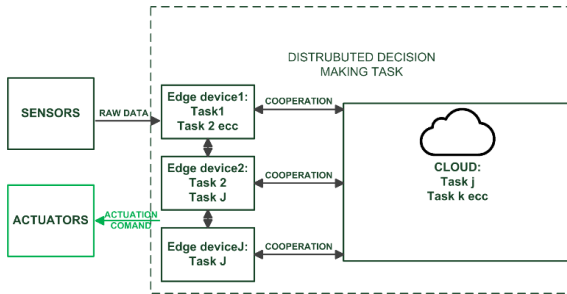 DISTRUBUTED DECISION
MAKING TASK
SENSORS
RAW DATA
Edge device1:
Task1
Task 2 ecc
COOPERATION
Edge device2:
Task 2
Task J
COOPERATION
CLOUD:
Task j
Task k ecc
ACTUATORS
ACTUATION
COMAND
Edge deviceJ:
Task J
COOPERATION